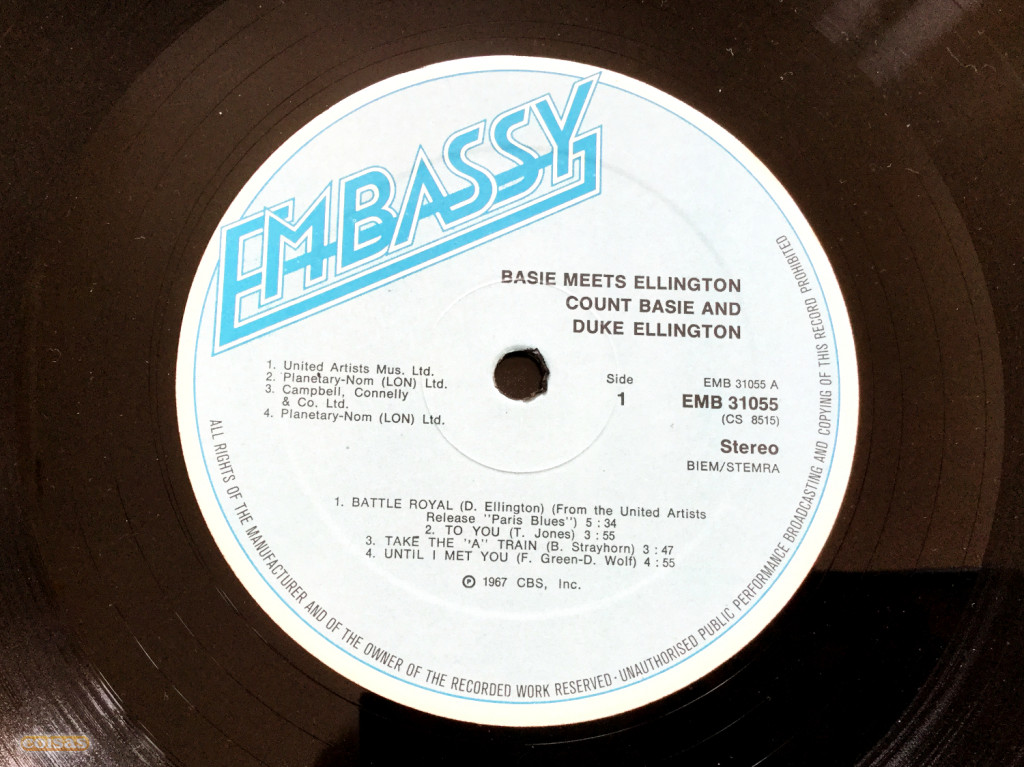 EMBASSY
BASIE MEETS ELLINGTON
COUNT BASIE AND
DUKE ELLINGTON
1. United Artists Mus. Ltd.
2. Planetary-Nom (LON) Ltd.
3. Campbell, Connelly
& Co. Ltd.
4. Planetary-Nom (LON) Ltd.
Side
1
EMB 31055 A
EMB 31055
(CS 8515)
Stereo
BIEM/STEMRA
1. BATTLE ROYAL (D. Ellington) (From the United Artists
Release "Paris Blues") 5 : 34
2. TO YOU (T. Jones) 3 : 55
3. TAKE THE "A" TRAIN (B. Strayhorn) 3 : 47
4. UNTIL I MET YOU (F. Green-D. Wolf) 4 : 55
Ⓟ 1967 CBS, Inc.
ALL RIGHTS OF THE MANUFACTURER AND OF THE OWNER OF THE RECORDED WORK RESERVED · UNAUTHORISED PUBLIC PERFORMANCE BROADCASTING AND COPYING OF THIS RECORD PROHIBITED